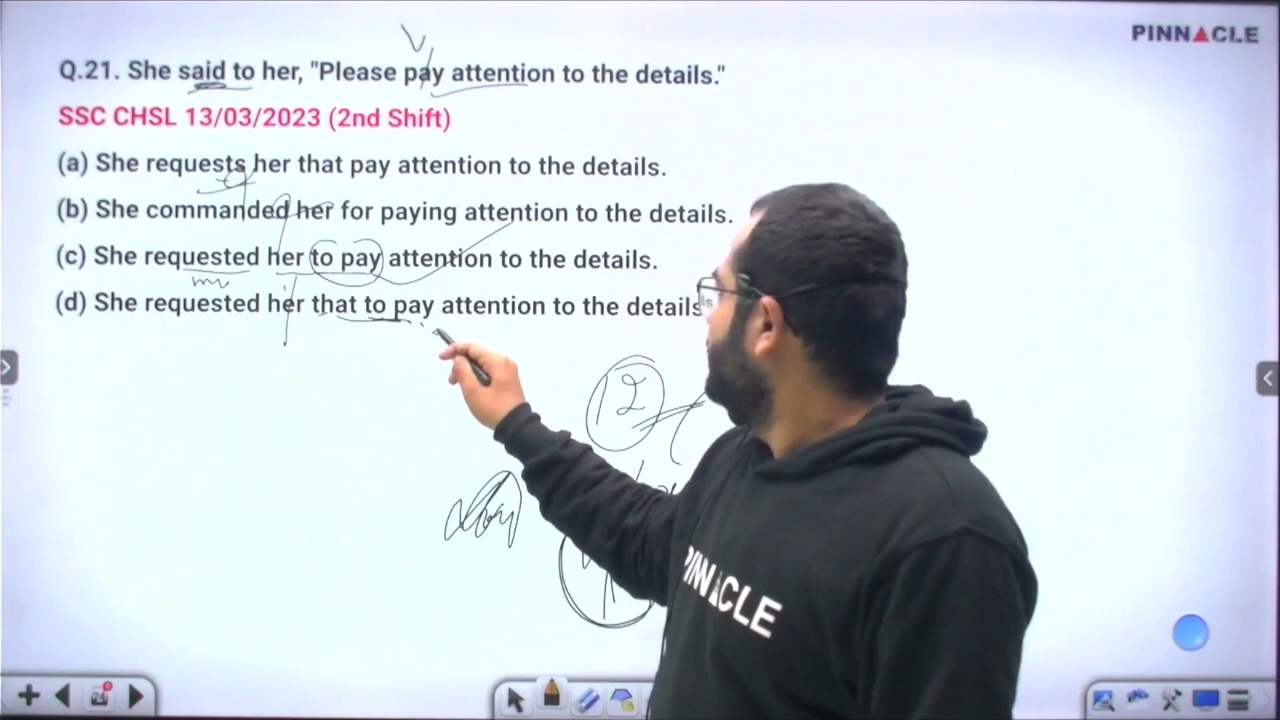 PINNACLE
Q.21. She said to her, "Please pay attention to the details."
SSC CHSL 13/03/2023 (2nd Shift)
(a) She requests her that pay attention to the details.
(b) She commanded her for paying attention to the details.
(c) She requested her to pay attention to the details.
(d) She requested her that to pay attention to the details
12
PINNACLE
24